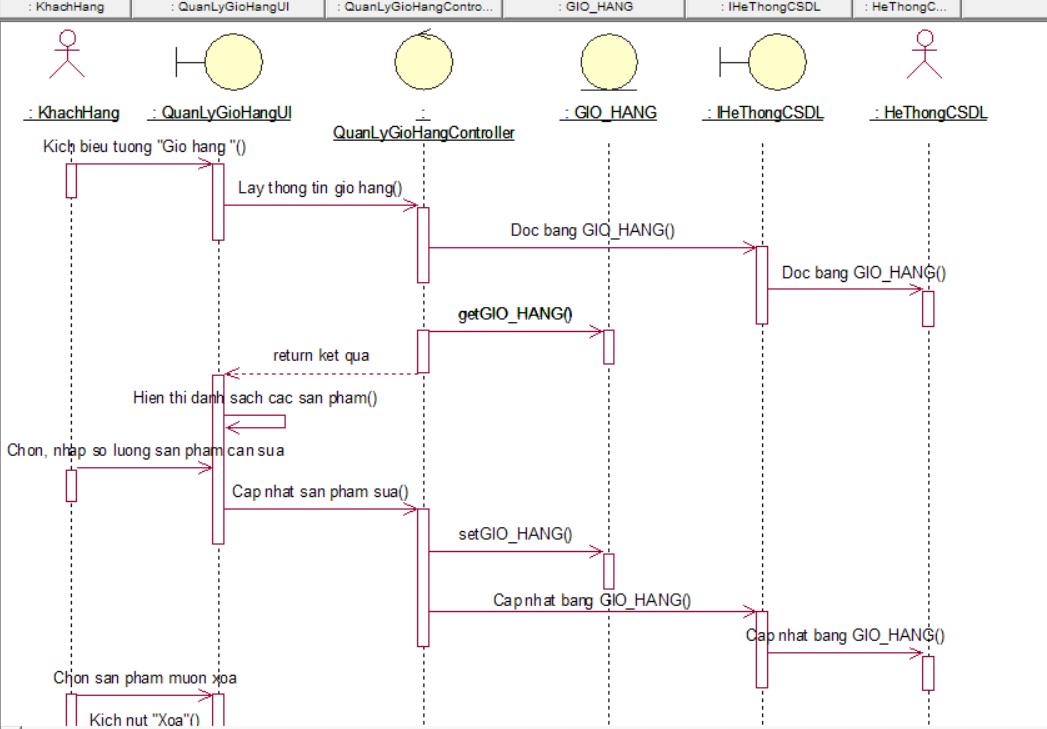 : KhachHang
: QuanLyGioHangUI
: QuanLyGioHangContro...
: GIO_HANG
: IHeThongCSDL
: HeThongC...
: KhachHang
: QuanLyGioHangUI
:
QuanLyGioHangController
: GIO_HANG
: IHeThongCSDL
: HeThongCSDL
Kich bieu tuong "Gio hang "()
Lay thong tin gio hang()
Doc bang GIO_HANG()
Doc bang GIO_HANG()
getGIO_HANG()
return ket qua
Hien thi danh sach cac san pham()
Chon, nhap so luong san pham can sua
Cap nhat san pham sua()
setGIO_HANG()
Cap nhat bang GIO_HANG()
Cap nhat bang GIO_HANG()
Chon san pham muon xoa
Kich nut "Xoa"()